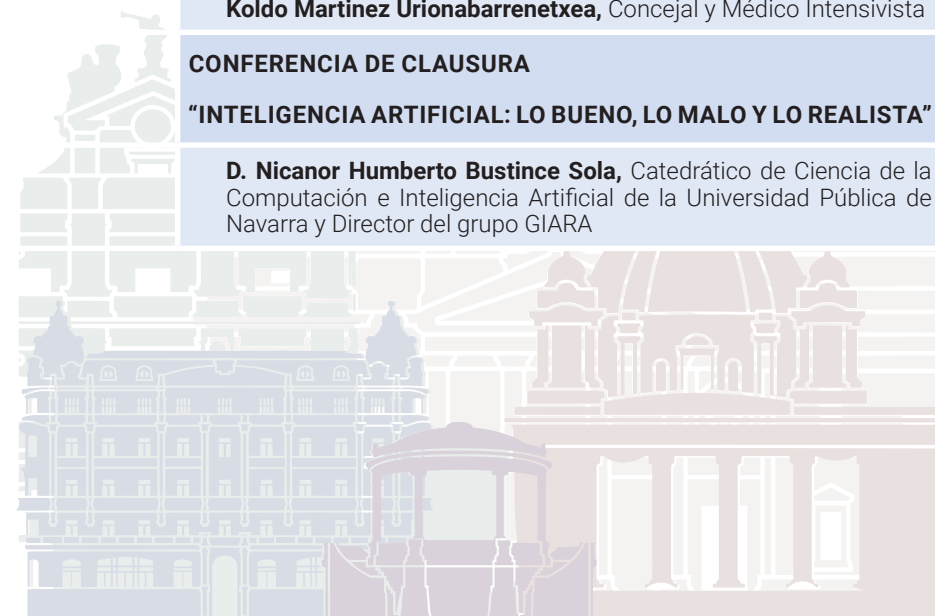 Koldo Martinez Urionabarrenetxea, Concejal y Médico Intensivista
CONFERENCIA DE CLAUSURA
“INTELIGENCIA ARTIFICIAL: LO BUENO, LO MALO Y LO REALISTA”
D. Nicanor Humberto Bustince Sola, Catedrático de Ciencia de la
Computación e Inteligencia Artificial de la Universidad Pública de
Navarra y Director del grupo GIARA